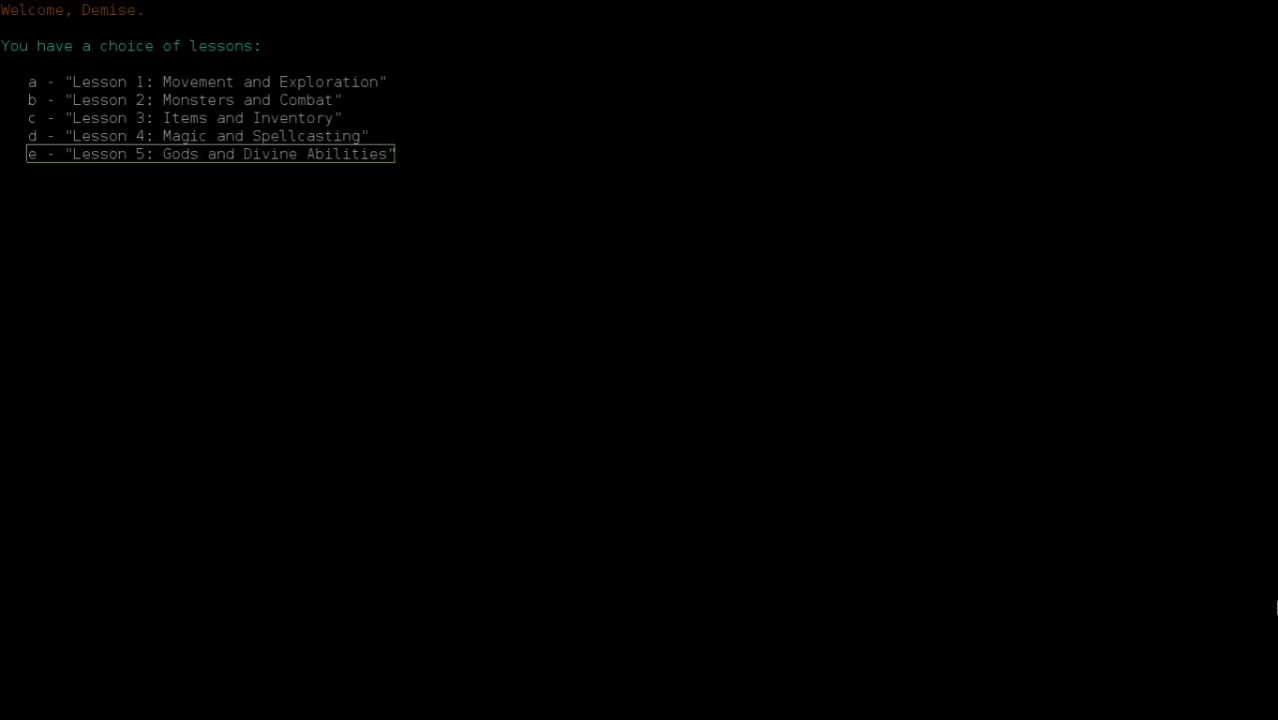 Welcome, Demise.
You have a choice of lessons:
a - "Lesson 1: Movement and Exploration"
b - "Lesson 2: Monsters and Combat"
c - "Lesson 3: Items and Inventory"
d - "Lesson 4: Magic and Spellcasting"
e - "Lesson 5: Gods and Divine Abilities"